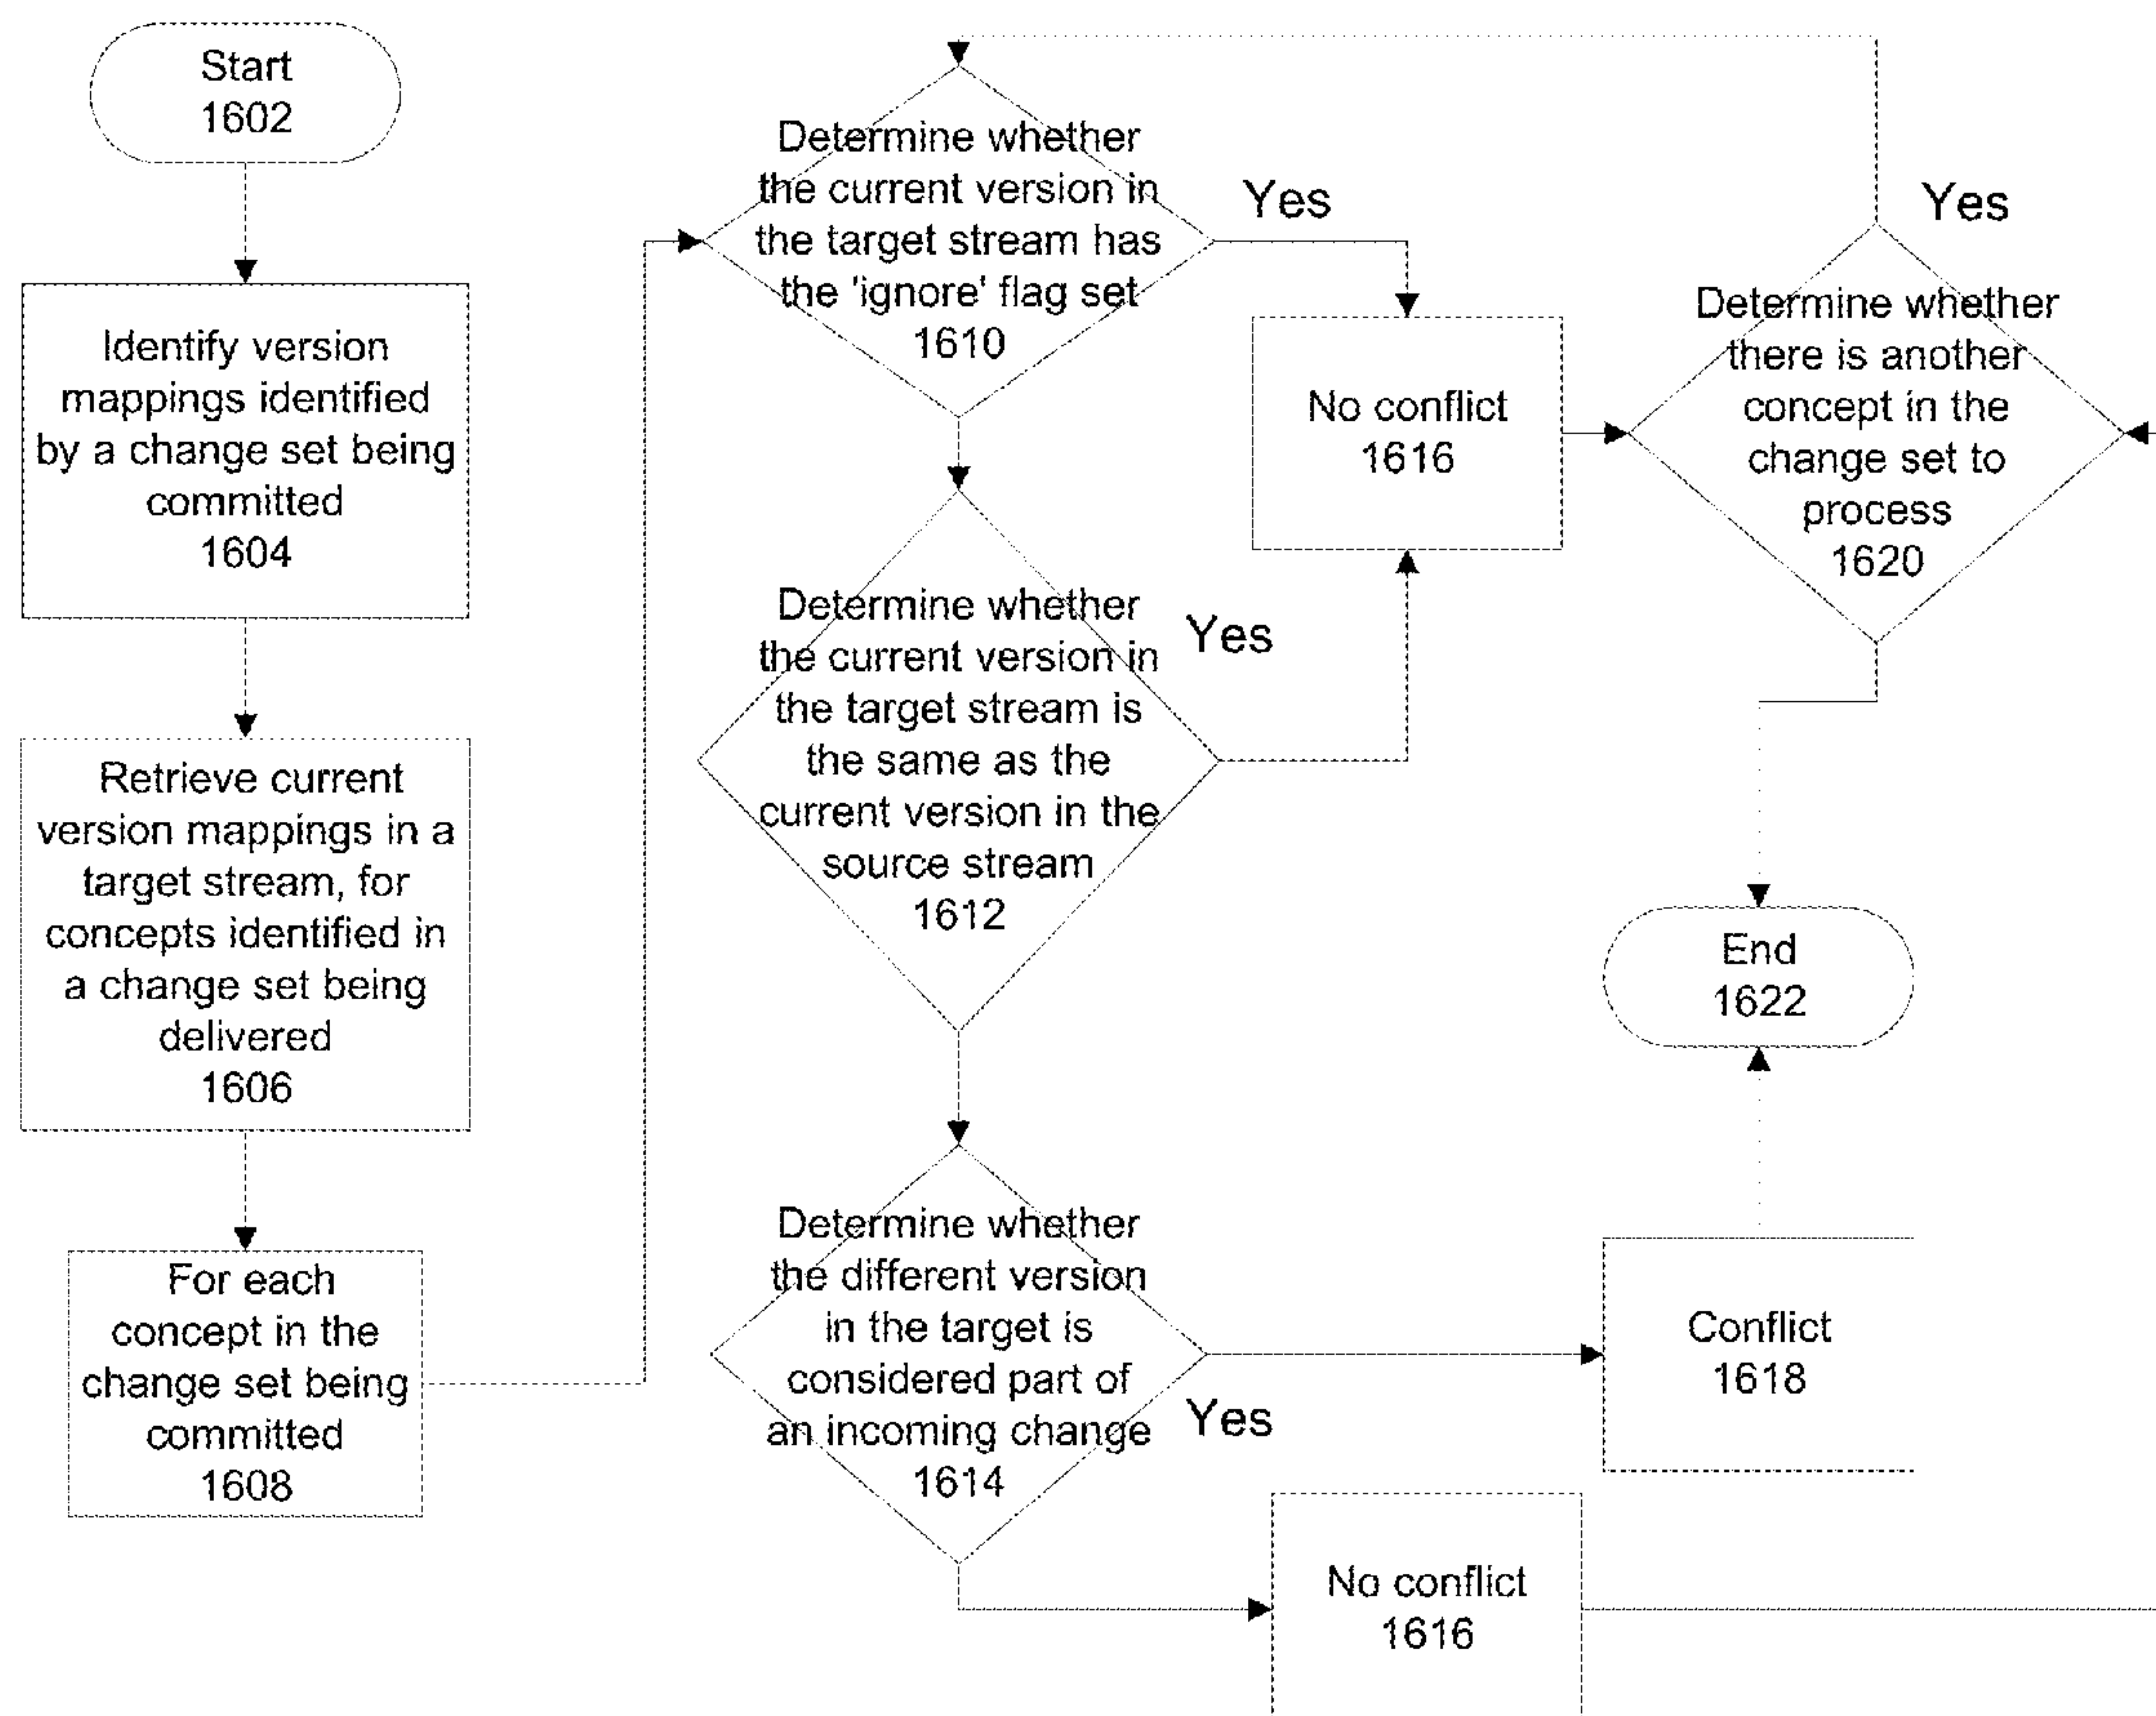 Start
1602
Identify version
mappings identified
by a change set being
committed
1604
Retrieve current
version mappings in a
target stream, for
concepts identified in
a change set being
delivered
1606
For each
concept in the
change set being
committed
1608
Determine whether
the current version in
the target stream has
the 'ignore' flag set
1610
Yes
Determine whether
the current version in
the target stream is
the same as the
current version in the
source stream
1612
Yes
Determine whether
the different version
in the target is
considered part of
an incoming change
1614
Yes
No conflict
1616
No conflict
1616
Yes
Determine whether
there is another
concept in the
change set to
process
1620
End
1622
Conflict
1618